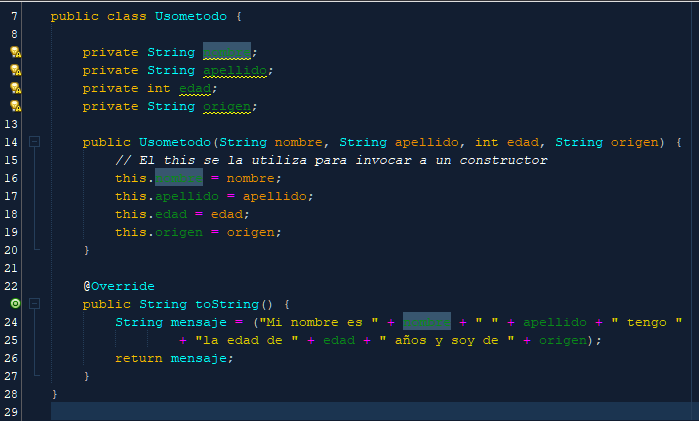 7 public class Usometodo {
8
private String nombre;
private String apellido;
private int edad;
private String origen;
13
14 public Usometodo(String nombre, String apellido, int edad, String origen) {
15 // El this se la utiliza para invocar a un constructor
16 this.nombre = nombre;
17 this.apellido = apellido;
18 this.edad = edad;
19 this.origen = origen;
20 }
21
22 @Override
public String toString() {
24 String mensaje = ("Mi nombre es " + nombre + " " + apellido + " tengo "
25 + "la edad de " + edad + " años y soy de " + origen);
26 return mensaje;
27 }
28 }
29